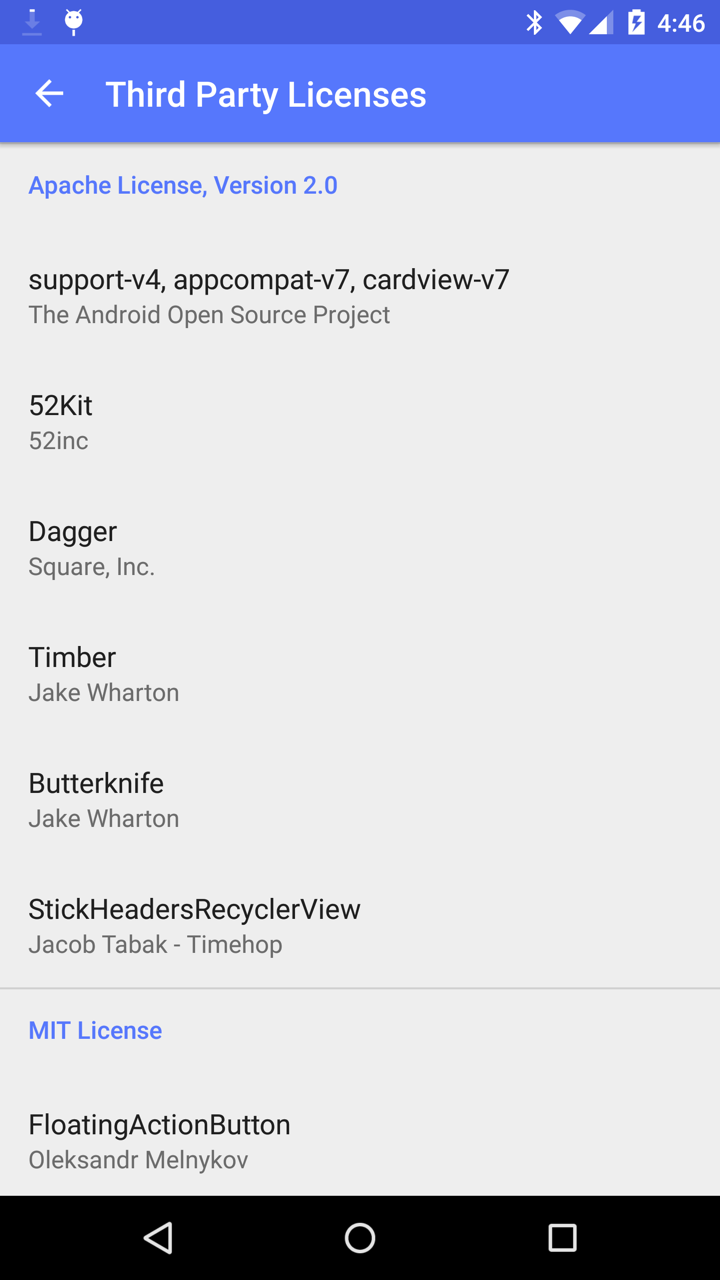 4:46
Third Party Licenses
Apache License, Version 2.0
support-v4, appcompat-v7, cardview-v7
The Android Open Source Project
52Kit
52inc
Dagger
Square, Inc.
Timber
Jake Wharton
Butterknife
Jake Wharton
StickHeadersRecyclerView
Jacob Tabak - Timehop
MIT License
FloatingActionButton
Oleksandr Melnykov